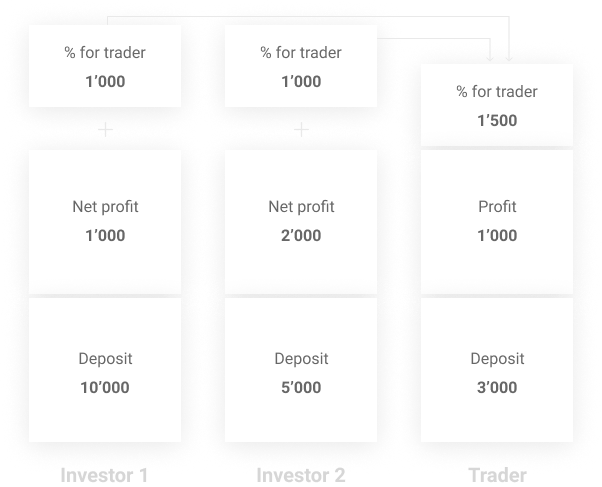 % for trader
1’000
+
Net profit
1’000
Deposit
10’000
Investor 1
% for trader
1’000
+
Net profit
2’000
Deposit
5’000
Investor 2
% for trader
1’500
Profit
1’000
Deposit
3’000
Trader